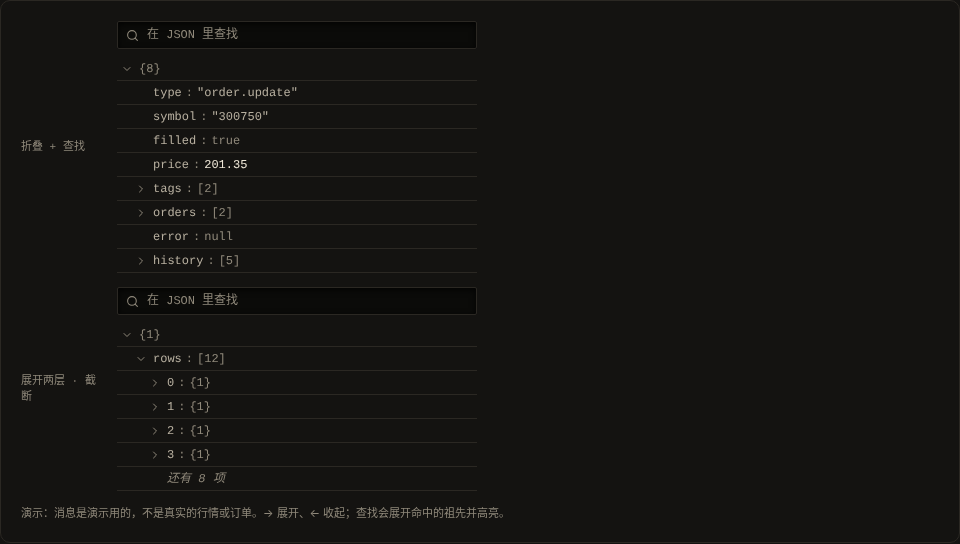 在 JSON 里查找
{8}
type : "order.update"
symbol : "300750"
filled : true
折叠 + 查找
price : 201.35
tags : [2]
orders : [2]
error : null
history : [5]
在 JSON 里查找
{1}
rows : [12]
展开两层 · 截
断
0 : {1}
1 : {1}
2 : {1}
3 : {1}
还有 8 项
演示: 消息是演示用的，不是真实的行情或订单。→ 展开、← 收起；查找会展开命中的祖先并高亮。